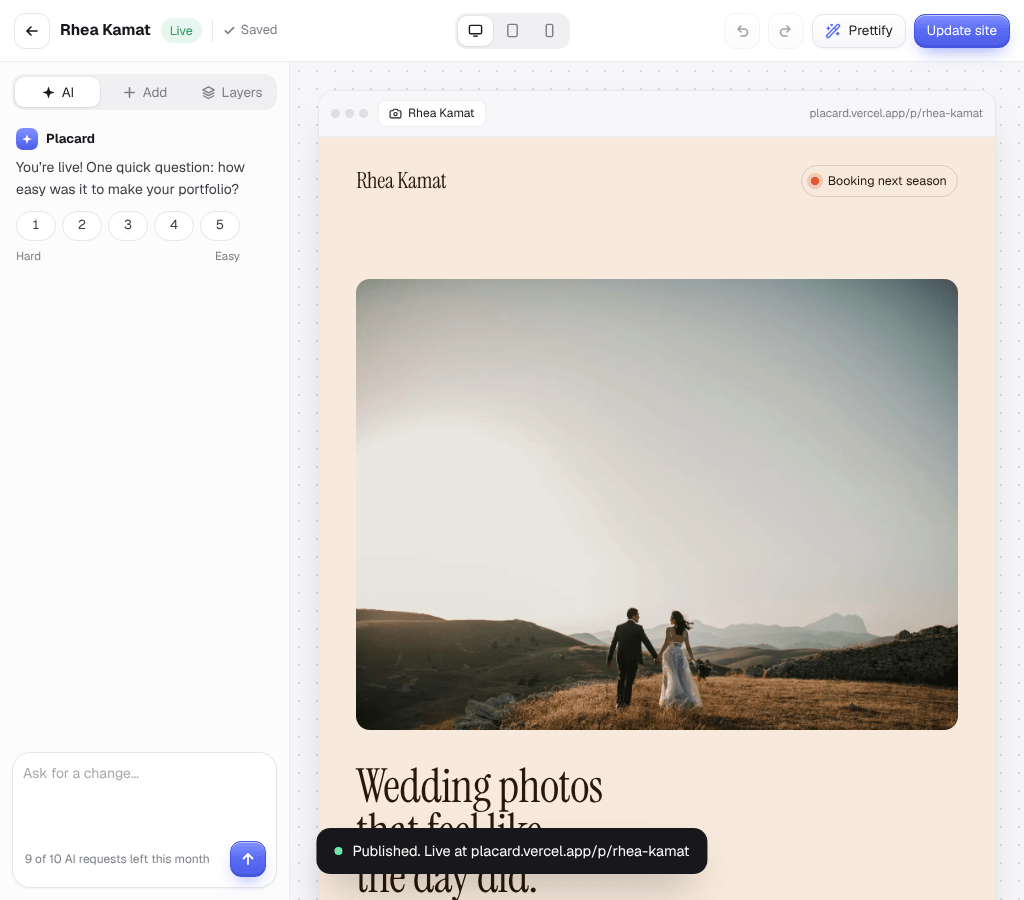 Rhea Kamat
Live
Saved
Prettify
Update site
AI
Add
Layers
Placard
You're live! One quick question: how
easy was it to make your portfolio?
1
2
3
4
5
Hard
Easy
Ask for a change...
9 of 10 AI requests left this month
Rhea Kamat
placard.vercel.app/p/rhea-kamat
Rhea Kamat
Booking next season
Wedding photos
that feel like
the day did.
Published. Live at placard.vercel.app/p/rhea-kamat